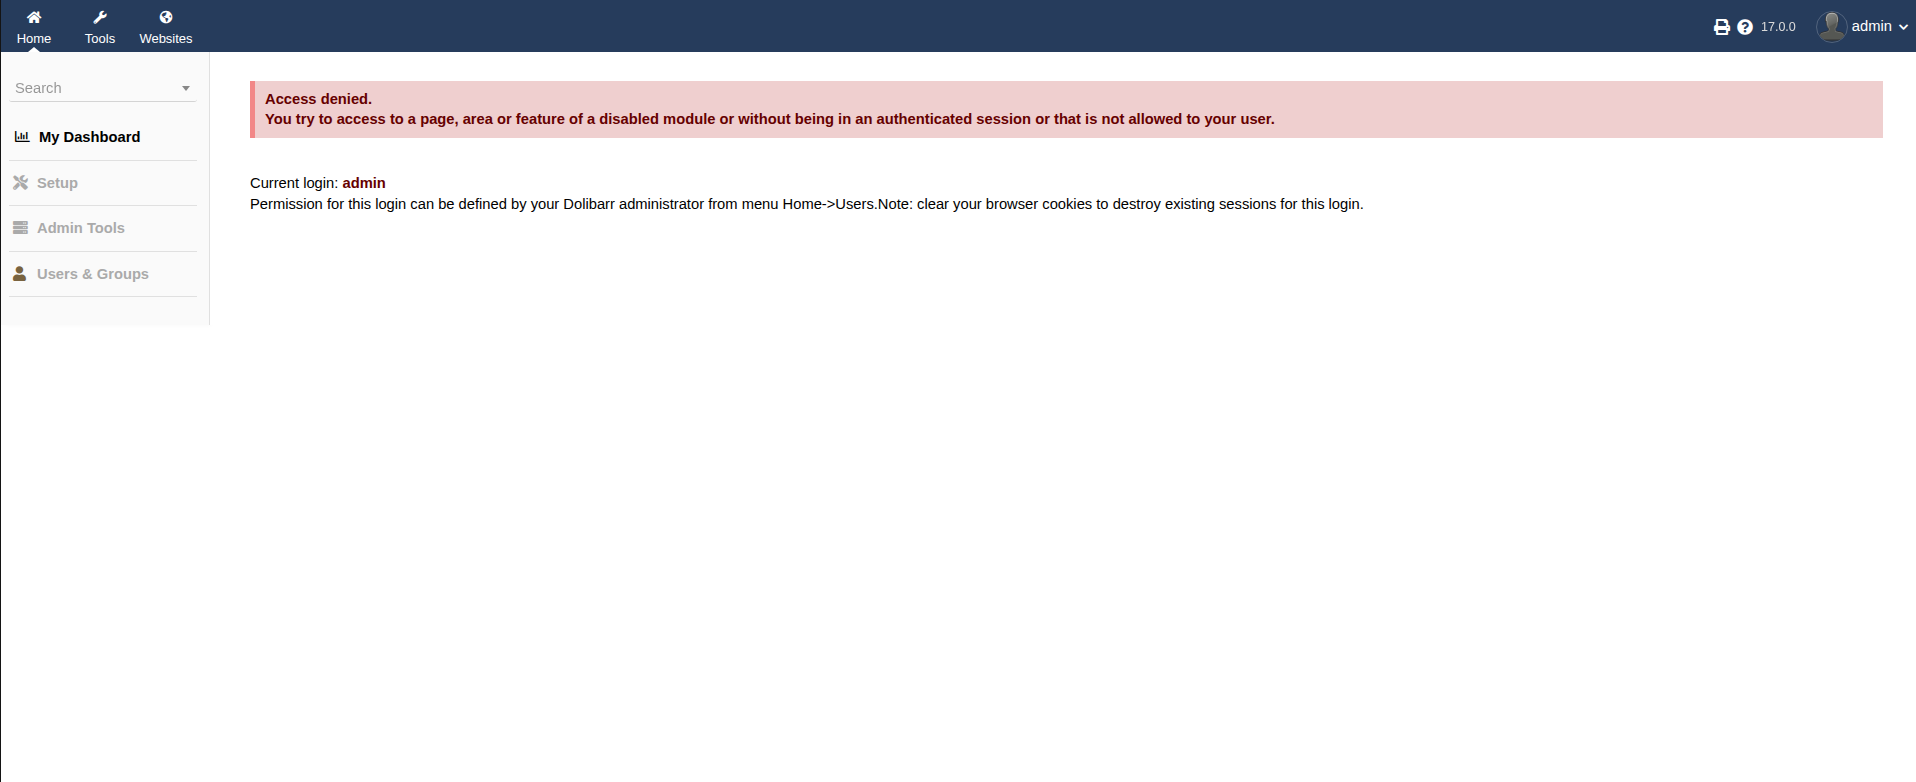 Home Tools Websites 17.0.0 admin
Search
My Dashboard
Setup
Admin Tools
Users & Groups
Access denied.
You try to access to a page, area or feature of a disabled module or without being in an authenticated session or that is not allowed to your user.
Current login: admin
Permission for this login can be defined by your Dolibarr administrator from menu Home->Users.Note: clear your browser cookies to destroy existing sessions for this login.